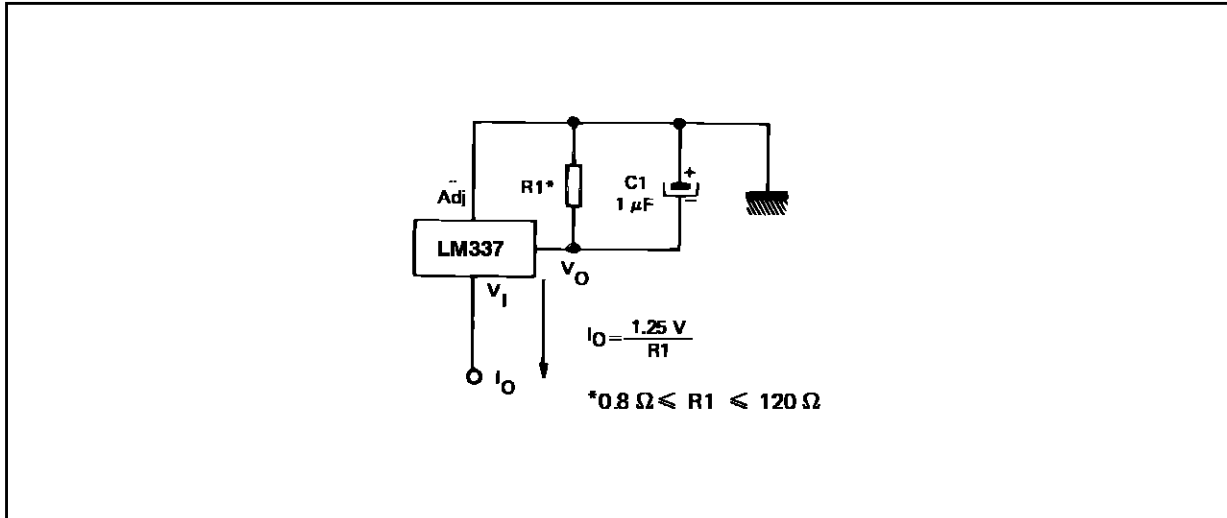 R1*
C1
1 μF
+
−
Adj
LM337
V_O
V_I
I_O = 1.25 V / R1
I_O
*0.8 Ω ≤ R1 ≤ 120 Ω